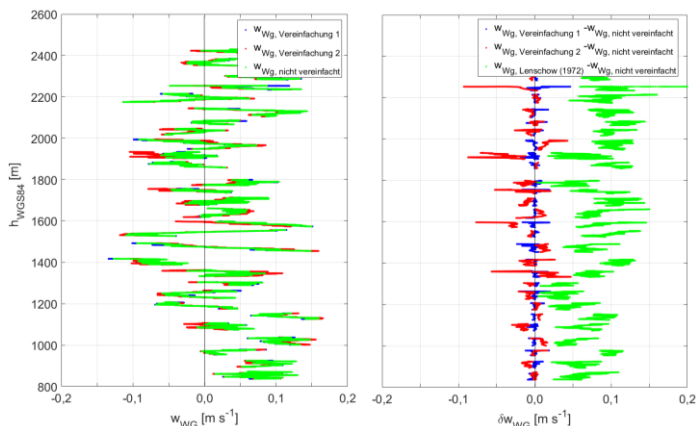 2600
2400
2200
2000
1800
1600
1400
1200
1000
800
h_WGS84 [m]
-0,2
-0,1
0,0
0,1
0,2
w_WG [m s⁻¹]
w_Wg, Vereinfachung 1
w_Wg, Vereinfachung 2
w_Wg, nicht vereinfacht
w_Wg, Vereinfachung 1 -w_Wg, nicht vereinfacht
w_Wg, Vereinfachung 2 -w_Wg, nicht vereinfacht
w_Wg, Lenschow (1972) -w_Wg, nicht vereinfacht
-0,2
-0,1
0,0
0,1
0,2
δw_WG [m s⁻¹]